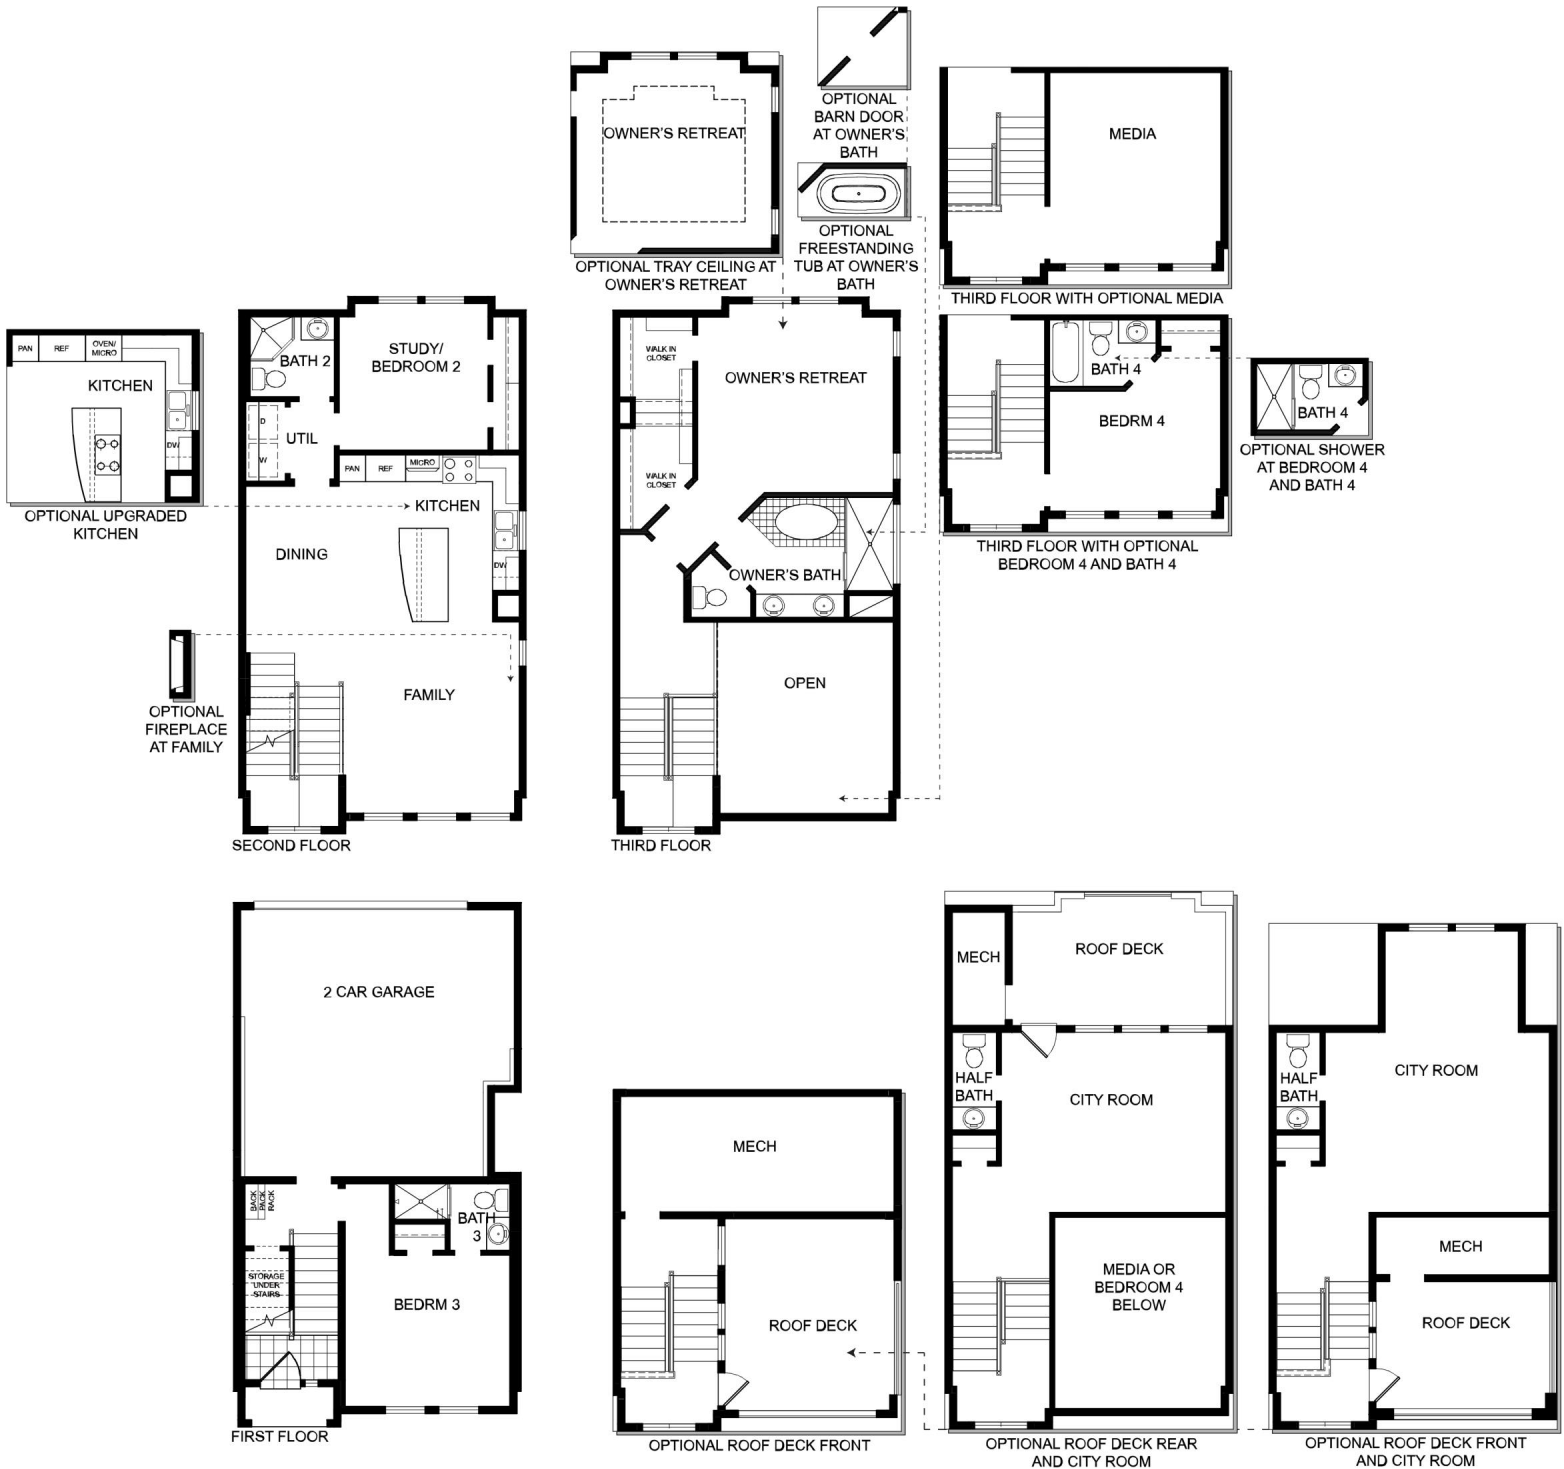 OPTIONAL
BARN DOOR
AT OWNER'S
BATH
OWNER'S RETREAT
OPTIONAL TRAY CEILING AT
OWNER'S RETREAT
OPTIONAL
FREESTANDING
TUB AT OWNER'S
BATH
MEDIA
THIRD FLOOR WITH OPTIONAL MEDIA
PAN
REF
OVEN/
MICRO
KITCHEN
DW
OPTIONAL UPGRADED
KITCHEN
BATH 2
STUDY/
BEDROOM 2
D
W
UTIL
PAN
REF
MICRO
KITCHEN
DW
DINING
FAMILY
OPTIONAL
FIREPLACE
AT FAMILY
SECOND FLOOR
WALK IN
CLOSET
OWNER'S RETREAT
WALK IN
CLOSET
OWNER'S BATH
OPEN
THIRD FLOOR
BATH 4
BEDRM 4
THIRD FLOOR WITH OPTIONAL
BEDROOM 4 AND BATH 4
BATH 4
OPTIONAL SHOWER
AT BEDROOM 4
AND BATH 4
2 CAR GARAGE
BACK
PACK
RACK
BATH
3
STORAGE
UNDER
STAIRS
BEDRM 3
FIRST FLOOR
MECH
ROOF DECK
OPTIONAL ROOF DECK FRONT
MECH
ROOF DECK
HALF
BATH
CITY ROOM
MEDIA OR
BEDROOM 4
BELOW
OPTIONAL ROOF DECK REAR
AND CITY ROOM
HALF
BATH
CITY ROOM
MECH
ROOF DECK
OPTIONAL ROOF DECK FRONT
AND CITY ROOM